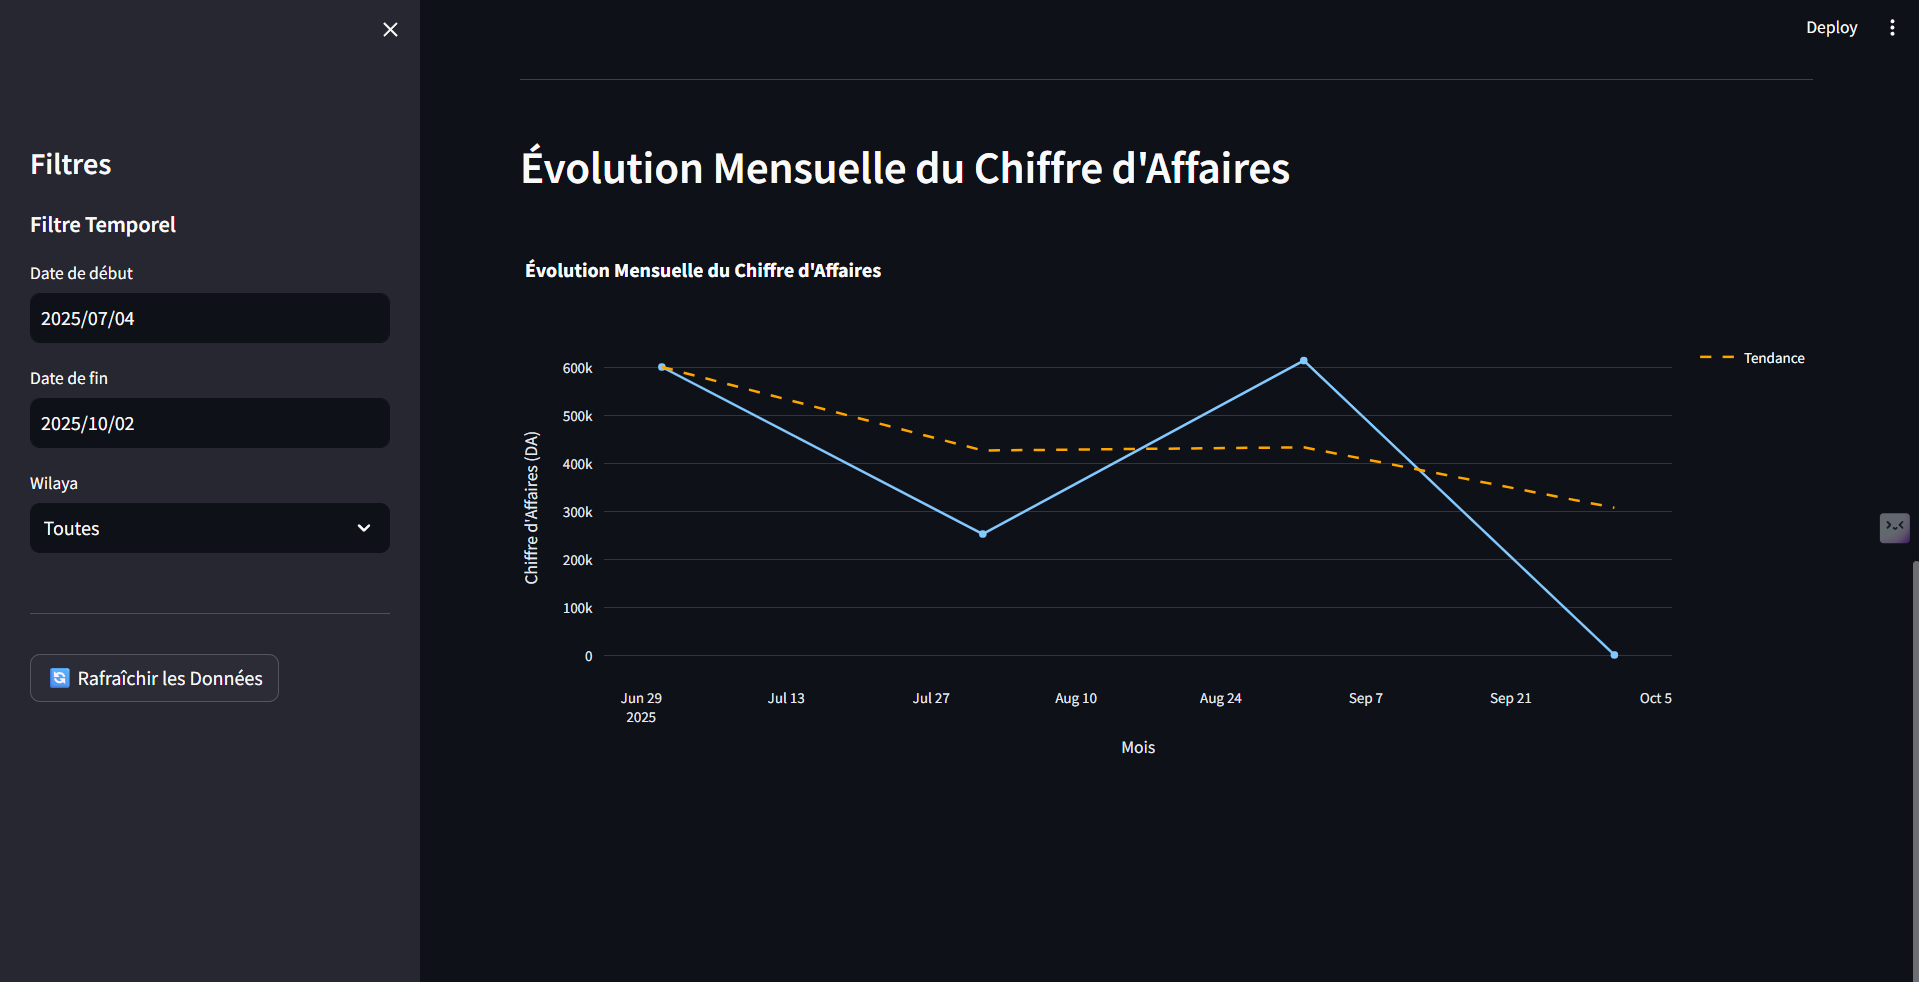 Deploy
Filtres
Filtre Temporel
Date de début
2025/07/04
Date de fin
2025/10/02
Wilaya
Toutes
Rafraîchir les Données
Évolution Mensuelle du Chiffre d'Affaires
Évolution Mensuelle du Chiffre d'Affaires
Tendance
Chiffre d'Affaires (DA)
600k
500k
400k
300k
200k
100k
0
Jun 29
2025
Jul 13
Jul 27
Aug 10
Aug 24
Sep 7
Sep 21
Oct 5
Mois